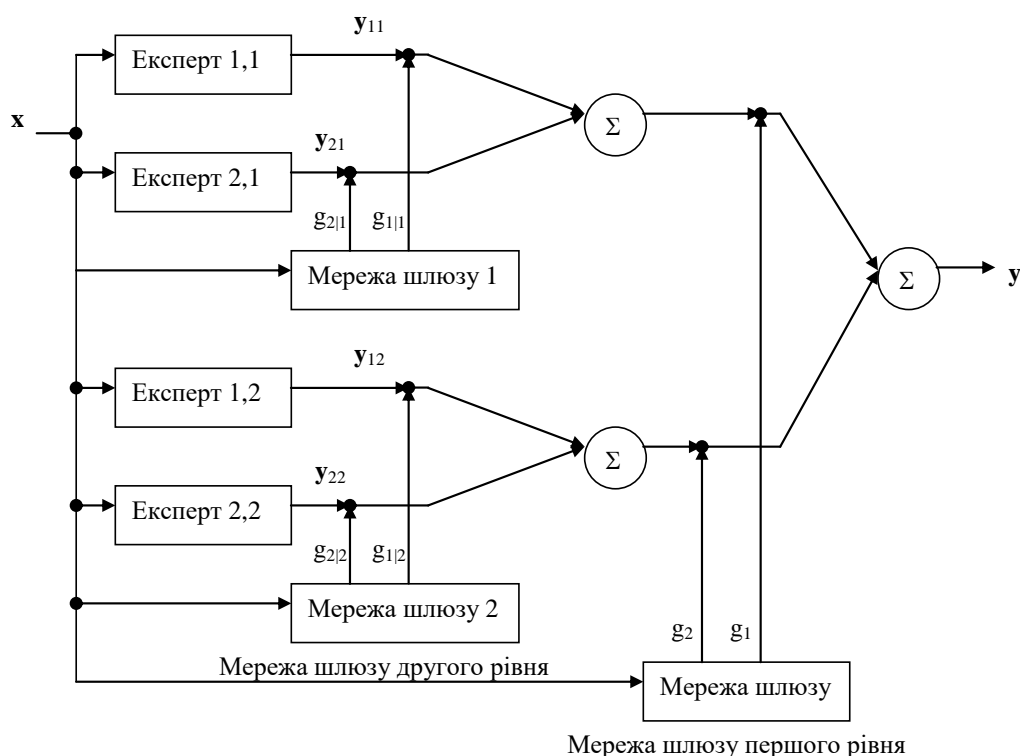 y11
Експерт 1,1
x
Σ
y21
Експерт 2,1
g2|1
g1|1
Мережа шлюзу 1
Σ
y
y12
Експерт 1,2
Σ
y22
Експерт 2,2
g2|2
g1|2
Мережа шлюзу 2
g2
g1
Мережа шлюзу другого рівня
Мережа шлюзу
Мережа шлюзу першого рівня